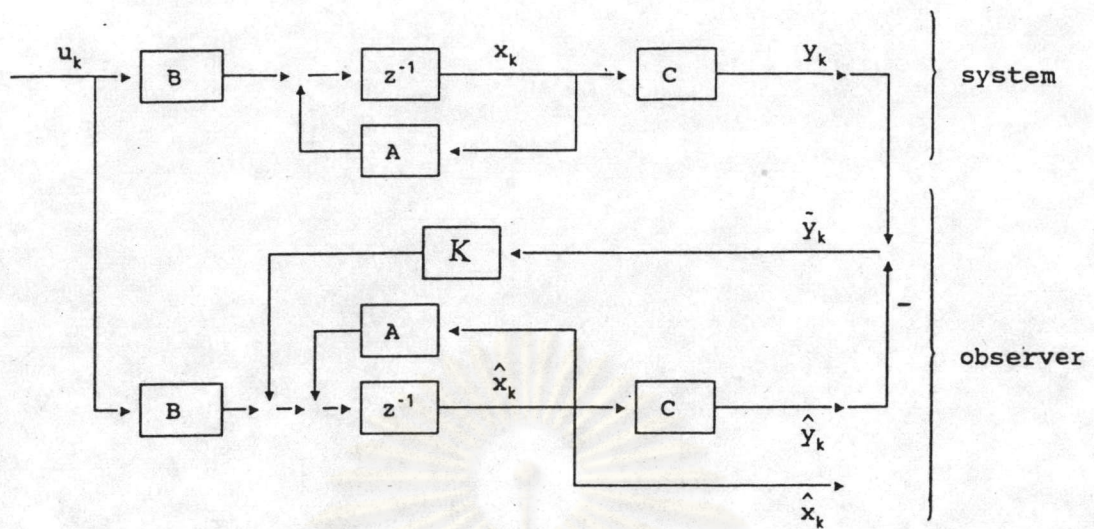 u_k
B
z⁻¹
x_k
C
y_k
system
A
ỹ_k
K
A
–
observer
B
x̂_k
z⁻¹
C
ŷ_k
x̂_k